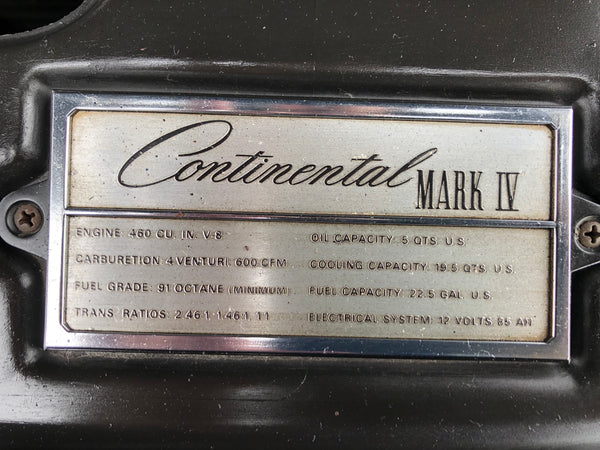 Continental MARK IV
ENGINE: 460 CU. IN. V-8
CARBURETION: 4 VENTURI: 600 CFM
FUEL GRADE: 91 OCTANE (MINIMUM)
TRANS RATIOS: 2.46:1 1.46:1, 1:1
OIL CAPACITY: 5 QTS. U.S.
COOLING CAPACITY: 19.5 QTS. U.S.
FUEL CAPACITY: 22.5 GAL. U.S.
ELECTRICAL SYSTEM: 12 VOLTS, 85 AH